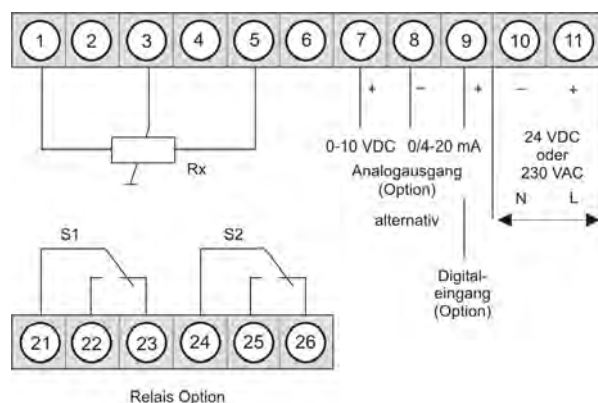 1 2 3 4 5 6 7 8 9 10 11
+ – + – +
Rx
0-10 VDC 0/4-20 mA
Analogausgang
(Option)
alternativ
24 VDC
oder
230 VAC
N L
Digital-
eingang
(Option)
S1 S2
21 22 23 24 25 26
Relais Option